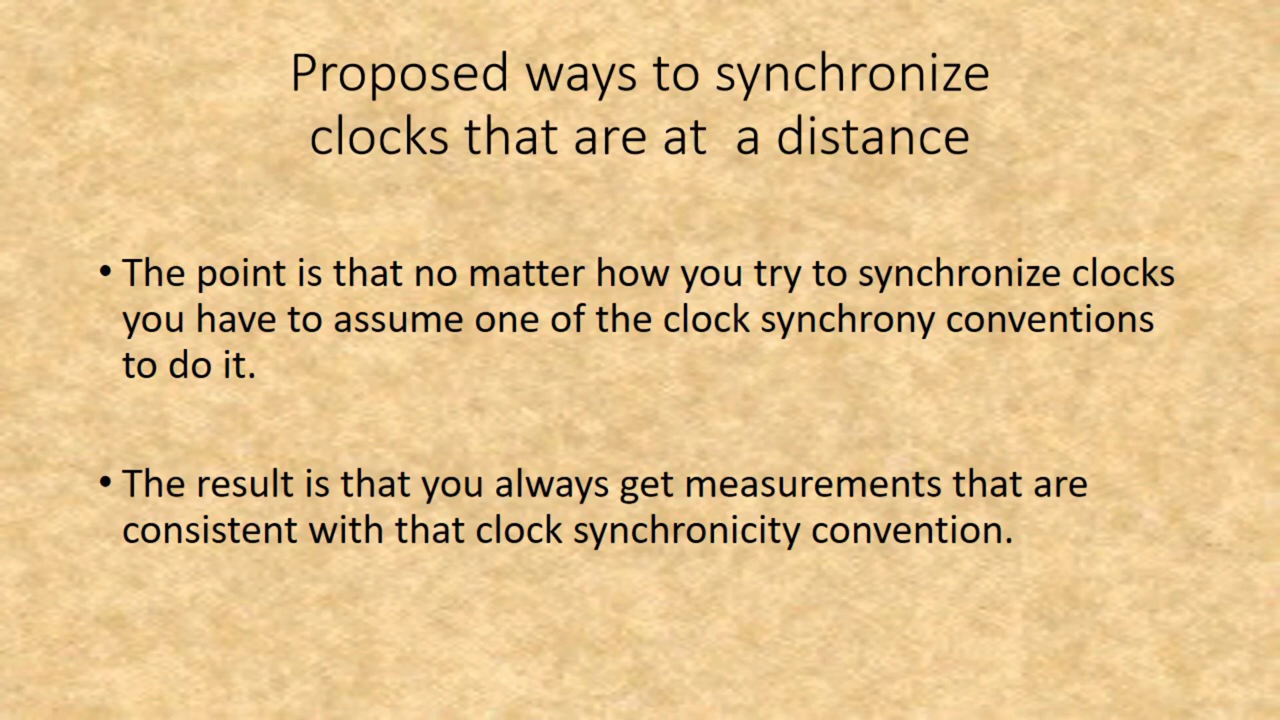 Proposed ways to synchronize
clocks that are at  a distance
• The point is that no matter how you try to synchronize clocks
you have to assume one of the clock synchrony conventions
to do it.
• The result is that you always get measurements that are
consistent with that clock synchronicity convention.